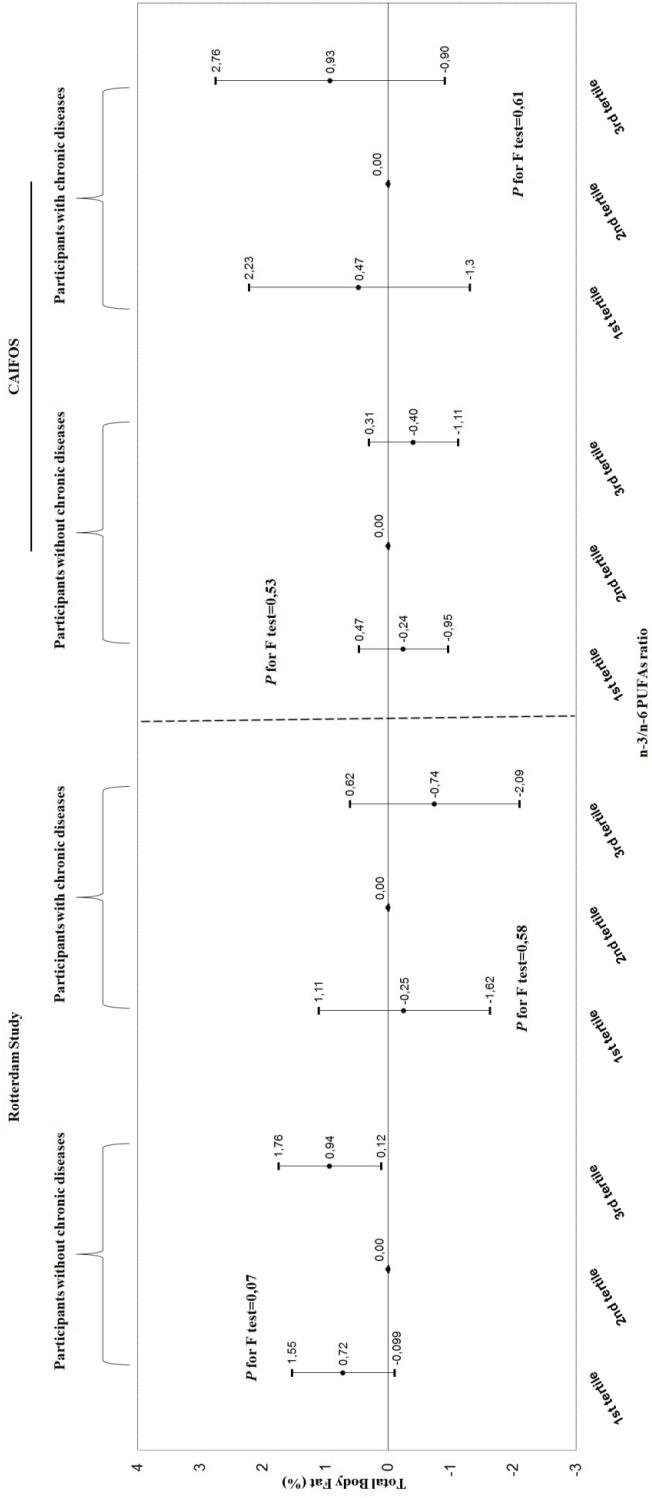 Rotterdam Study
CAIFOS
Participants without chronic diseases
Participants with chronic diseases
Participants without chronic diseases
Participants with chronic diseases
Total Body Fat (%)
4
3
2
1
0
-1
-2
-3
1,55
0,72
-0,099
0,00
1,76
0,94
0,12
P for F test=0,07
1,11
-0,25
-1,62
0,00
0,62
-0,74
-2,09
P for F test=0,58
0,47
-0,24
-0,95
0,00
0,31
-0,40
-1,11
P for F test=0,53
2,23
0,47
-1,3
0,00
2,76
0,93
-0,90
P for F test=0,61
1st tertile
2nd tertile
3rd tertile
1st tertile
2nd tertile
3rd tertile
1st tertile
2nd tertile
3rd tertile
1st tertile
2nd tertile
3rd tertile
n-3/n-6 PUFAs ratio